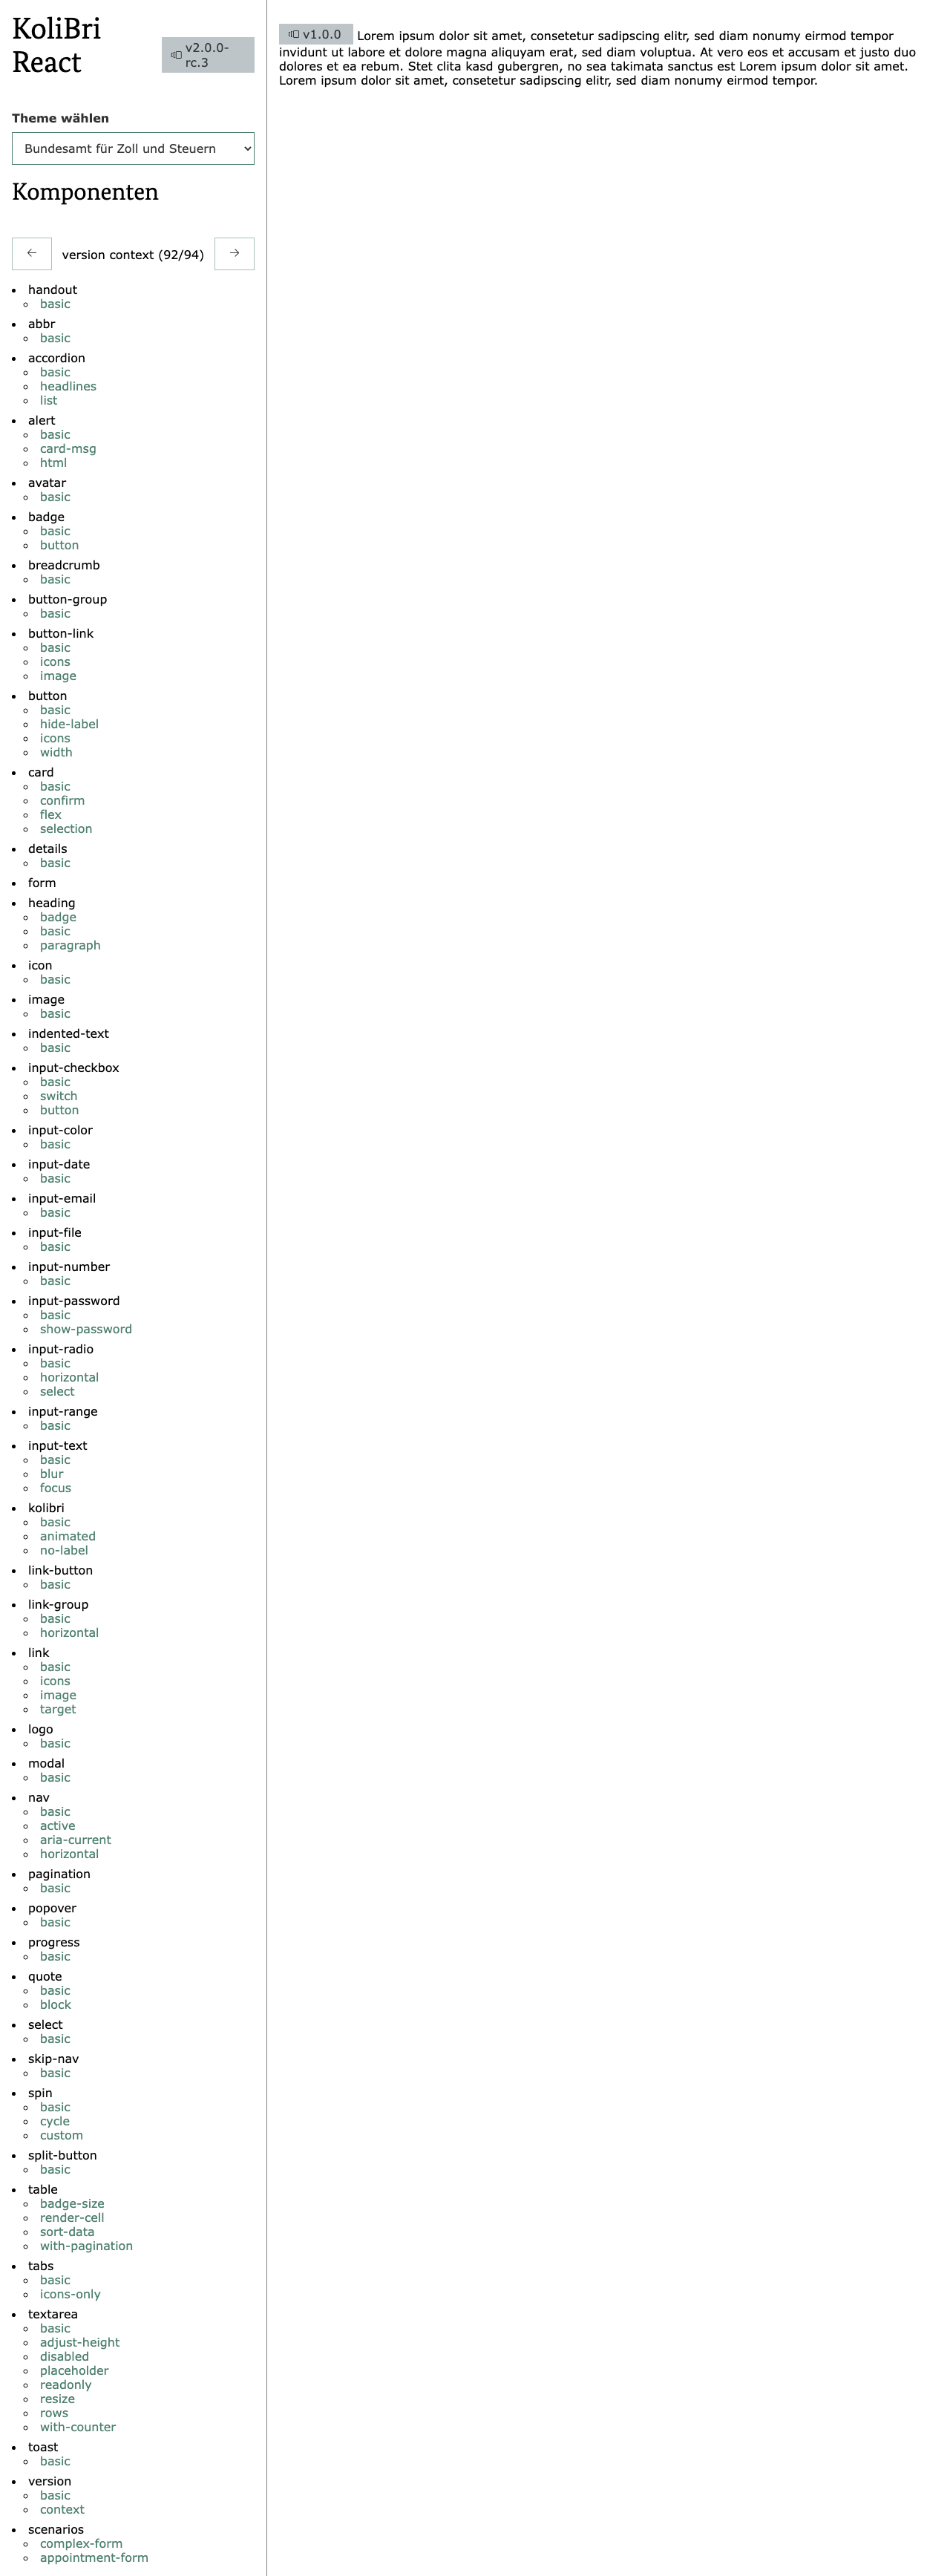 KoliBri
React
v2.0.0-
rc.3
Theme wählen
Bundesamt für Zoll und Steuern
Komponenten
← version context (92/94) →
handout
basic
abbr
basic
accordion
basic
headlines
list
alert
basic
card-msg
html
avatar
basic
badge
basic
button
breadcrumb
basic
button-group
basic
button-link
basic
icons
image
button
basic
hide-label
icons
width
card
basic
confirm
flex
selection
details
basic
form
heading
badge
basic
paragraph
icon
basic
image
basic
indented-text
basic
input-checkbox
basic
switch
button
input-color
basic
input-date
basic
input-email
basic
input-file
basic
input-number
basic
input-password
basic
show-password
input-radio
basic
horizontal
select
input-range
basic
input-text
basic
blur
focus
kolibri
basic
animated
no-label
link-button
basic
link-group
basic
horizontal
link
basic
icons
image
target
logo
basic
modal
basic
nav
basic
active
aria-current
horizontal
pagination
basic
popover
basic
progress
basic
quote
basic
block
select
basic
skip-nav
basic
spin
basic
cycle
custom
split-button
basic
table
badge-size
render-cell
sort-data
with-pagination
tabs
basic
icons-only
textarea
basic
adjust-height
disabled
placeholder
readonly
resize
rows
with-counter
toast
basic
version
basic
context
scenarios
complex-form
appointment-form
v1.0.0 Lorem ipsum dolor sit amet, consetetur sadipscing elitr, sed diam nonumy eirmod tempor
invidunt ut labore et dolore magna aliquyam erat, sed diam voluptua. At vero eos et accusam et justo duo
dolores et ea rebum. Stet clita kasd gubergren, no sea takimata sanctus est Lorem ipsum dolor sit amet.
Lorem ipsum dolor sit amet, consetetur sadipscing elitr, sed diam nonumy eirmod tempor.